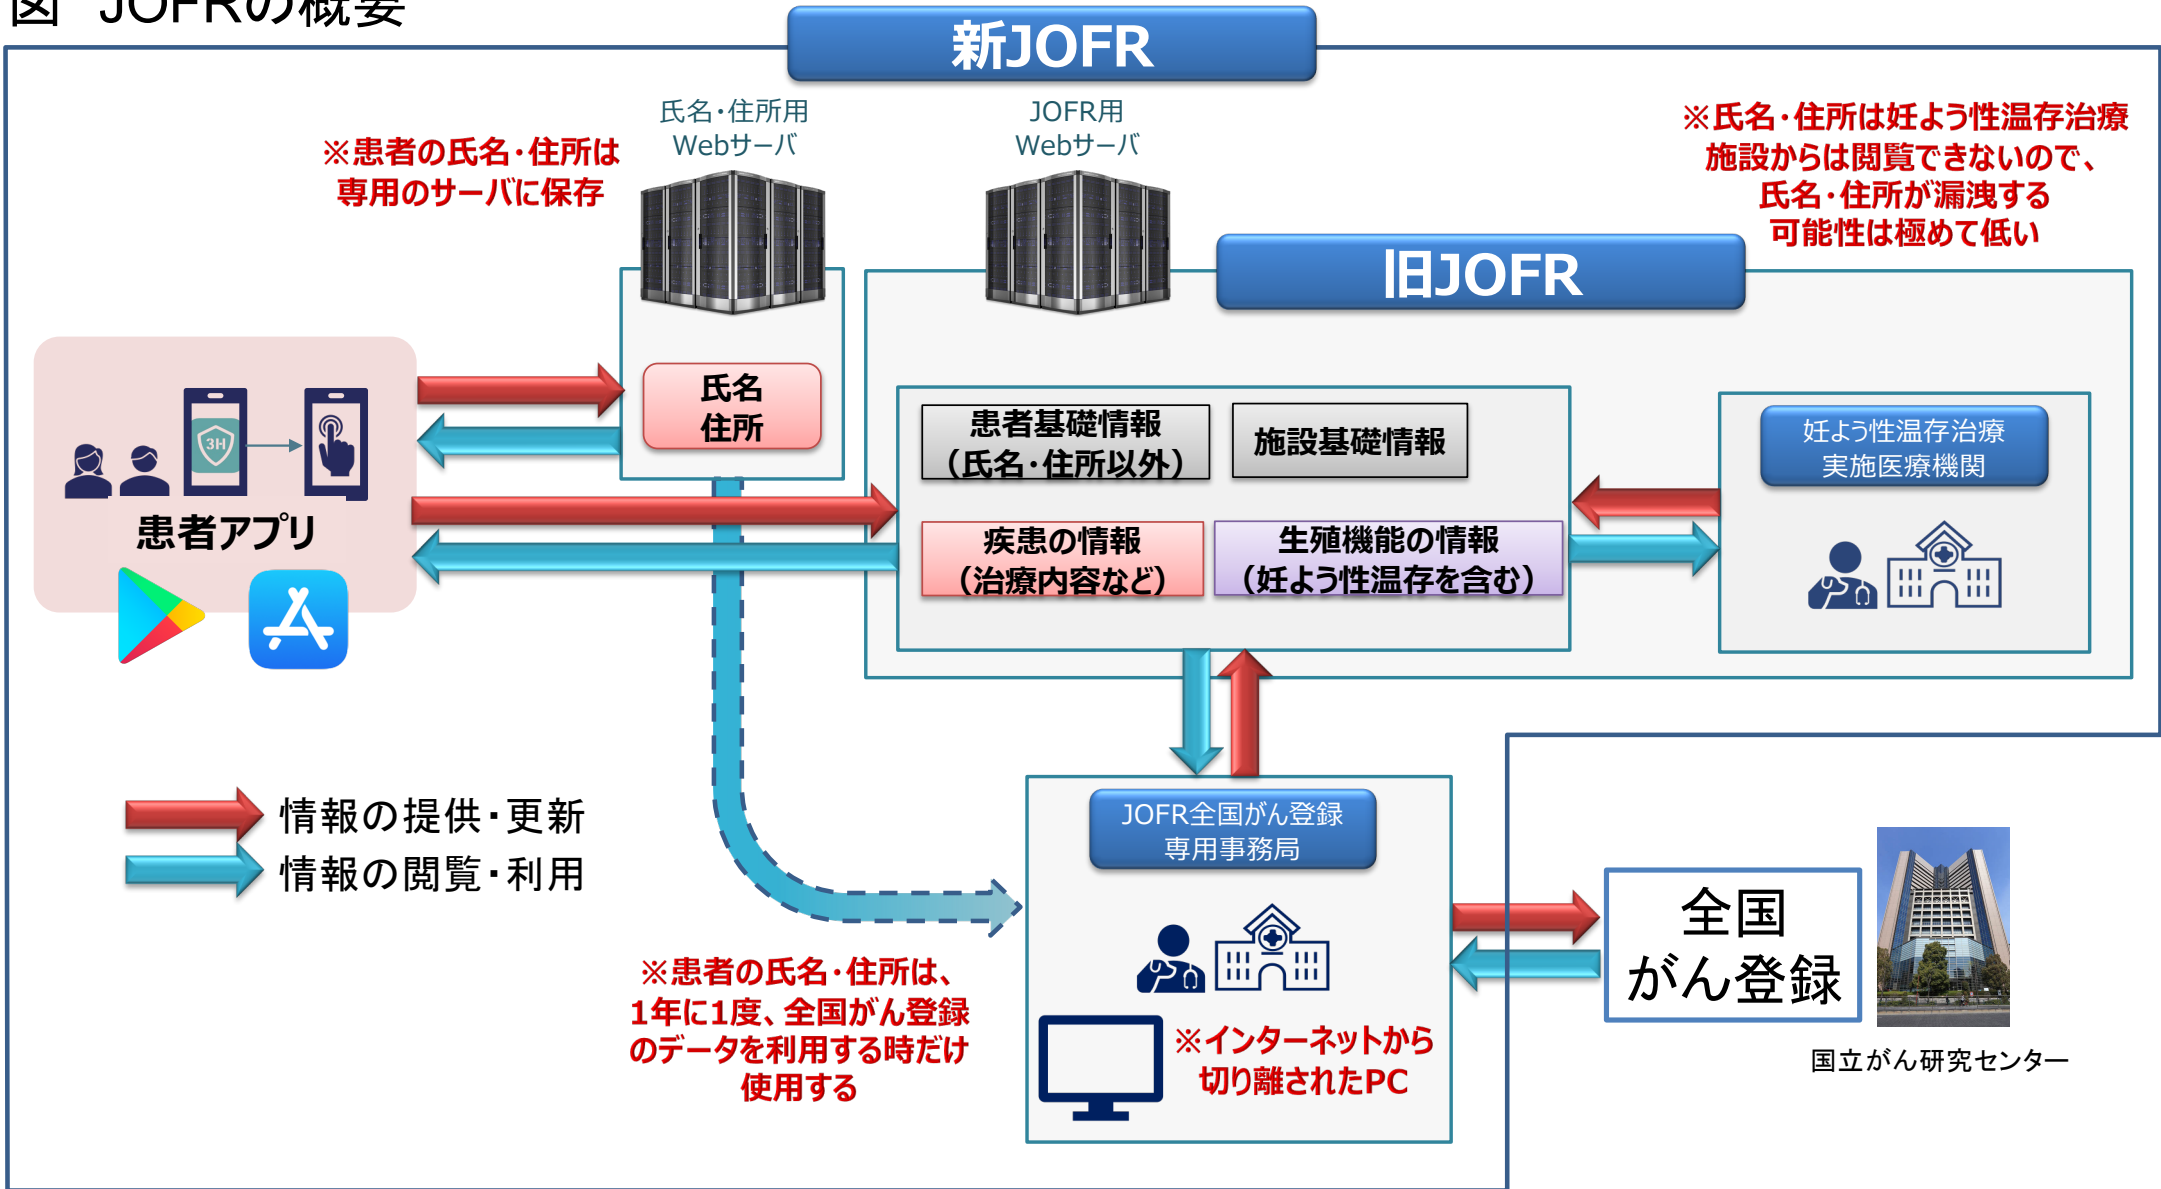 図 JOFRの概要
新JOFR
氏名・住所用
Webサーバ
JOFR用
Webサーバ
※患者の氏名・住所は
専用のサーバに保存
※氏名・住所は妊よう性温存治療
施設からは閲覧できないので、
氏名・住所が漏洩する
可能性は極めて低い
旧JOFR
3H
患者アプリ
氏名
住所
患者基礎情報
（氏名・住所以外）
施設基礎情報
疾患の情報
（治療内容など）
生殖機能の情報
（妊よう性温存を含む）
妊よう性温存治療
実施医療機関
情報の提供・更新
情報の閲覧・利用
JOFR全国がん登録
専用事務局
※患者の氏名・住所は、
1年に1度、全国がん登録
のデータを利用する時だけ
使用する
※インターネットから
切り離されたPC
全国
がん登録
国立がん研究センター